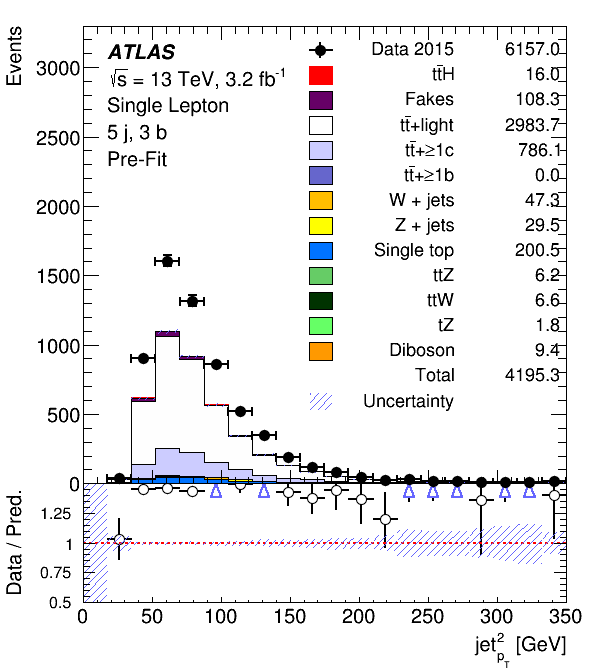 Events
3000
2500
2000
1500
1000
500
0
ATLAS
√s = 13 TeV, 3.2 fb⁻¹
Single Lepton
5 j, 3 b
Pre-Fit
Data 2015 6157.0
tt̄H 16.0
Fakes 108.3
tt̄+light 2983.7
tt̄+≥1c 786.1
tt̄+≥1b 0.0
W + jets 47.3
Z + jets 29.5
Single top 200.5
ttZ 6.2
ttW 6.6
tZ 1.8
Diboson 9.4
Total 4195.3
Uncertainty
Data / Pred.
1.25
1
0.75
0.5
0 50 100 150 200 250 300 350
jet²_pT [GeV]